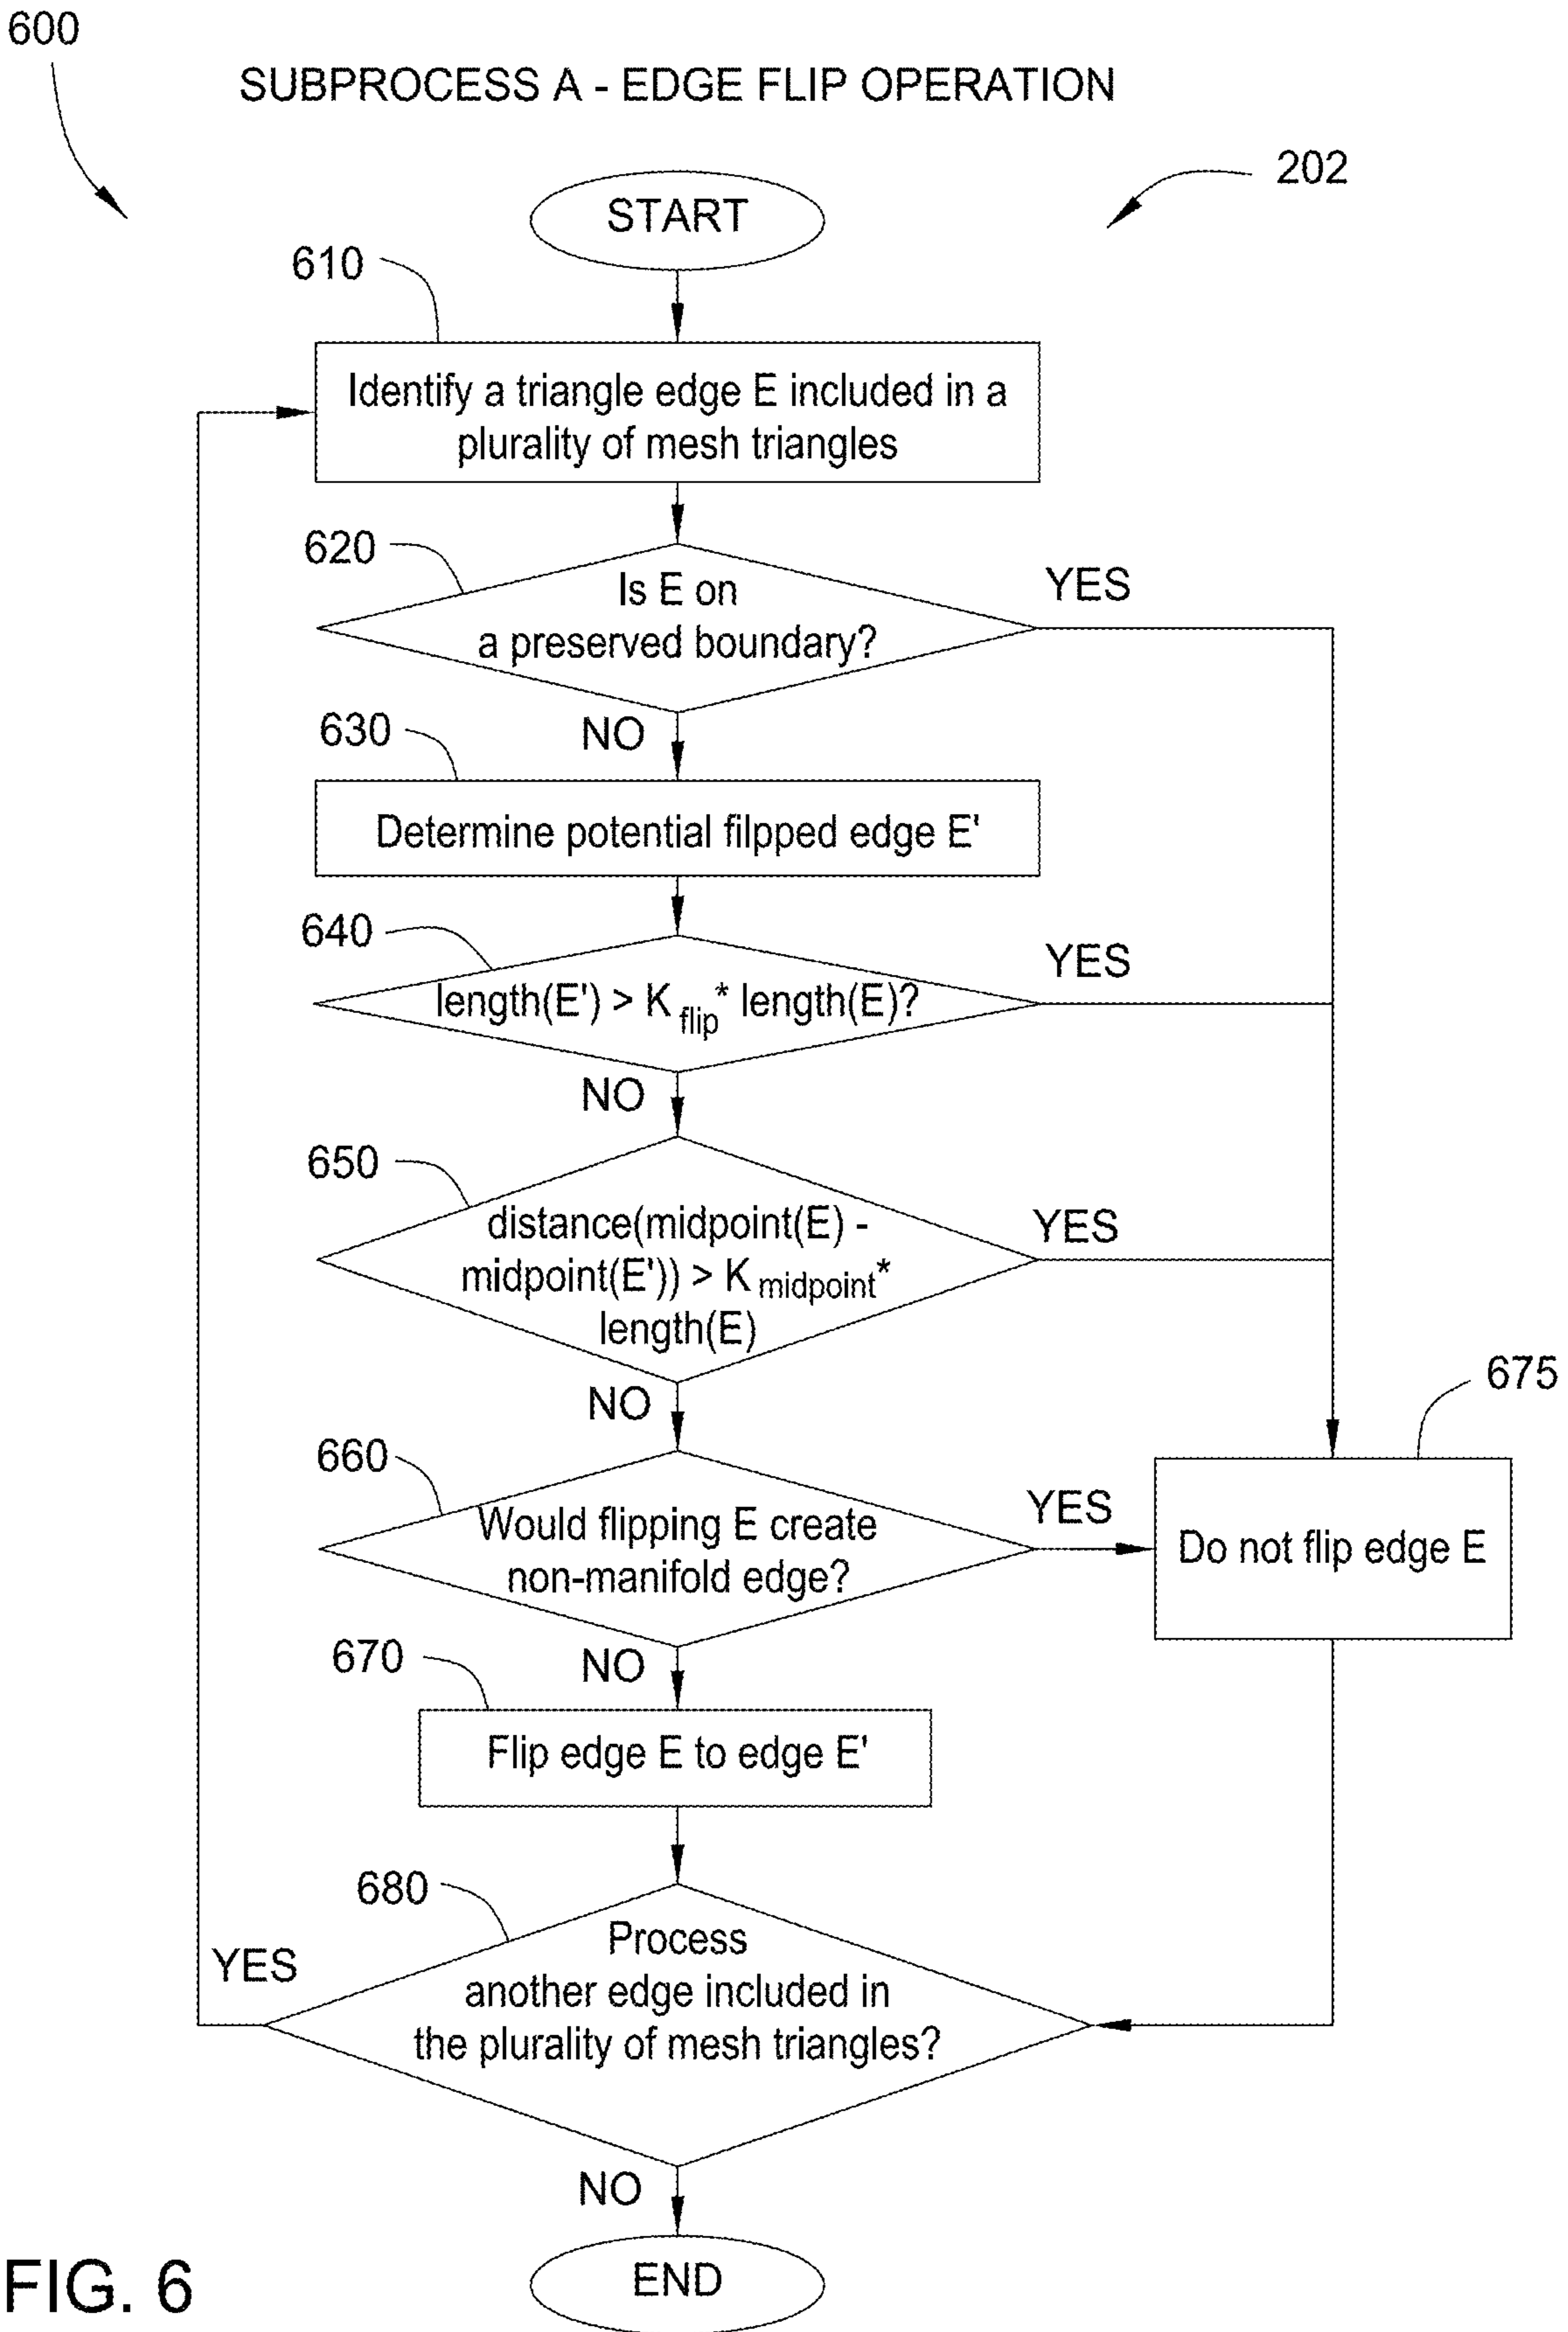 600
SUBPROCESS A - EDGE FLIP OPERATION
202
START
610
Identify a triangle edge E included in a
plurality of mesh triangles
620
Is E on
a preserved boundary?
YES
NO
630
Determine potential filpped edge E'
640
length(E') > K flip* length(E)?
YES
NO
650
distance(midpoint(E) -
midpoint(E')) > K midpoint*
length(E)
YES
NO
675
660
Would flipping E create
non-manifold edge?
YES
Do not flip edge E
NO
670
Flip edge E to edge E'
680
Process
another edge included in
the plurality of mesh triangles?
YES
NO
END
FIG. 6